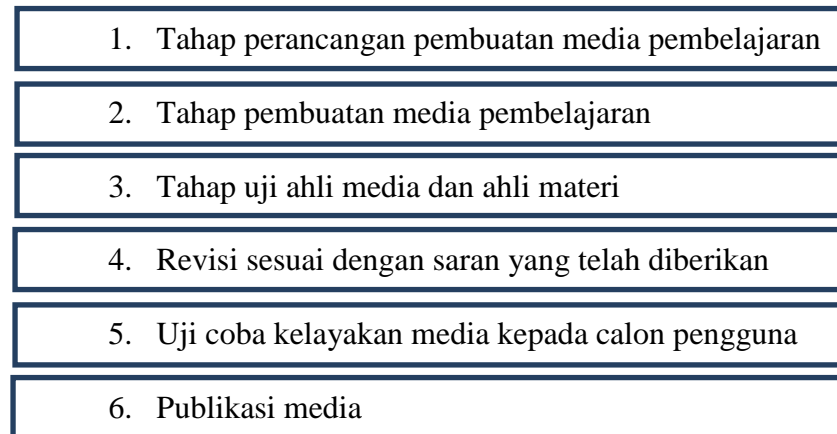 1. Tahap perancangan pembuatan media pembelajaran
2. Tahap pembuatan media pembelajaran
3. Tahap uji ahli media dan ahli materi
4. Revisi sesuai dengan saran yang telah diberikan
5. Uji coba kelayakan media kepada calon pengguna
6. Publikasi media